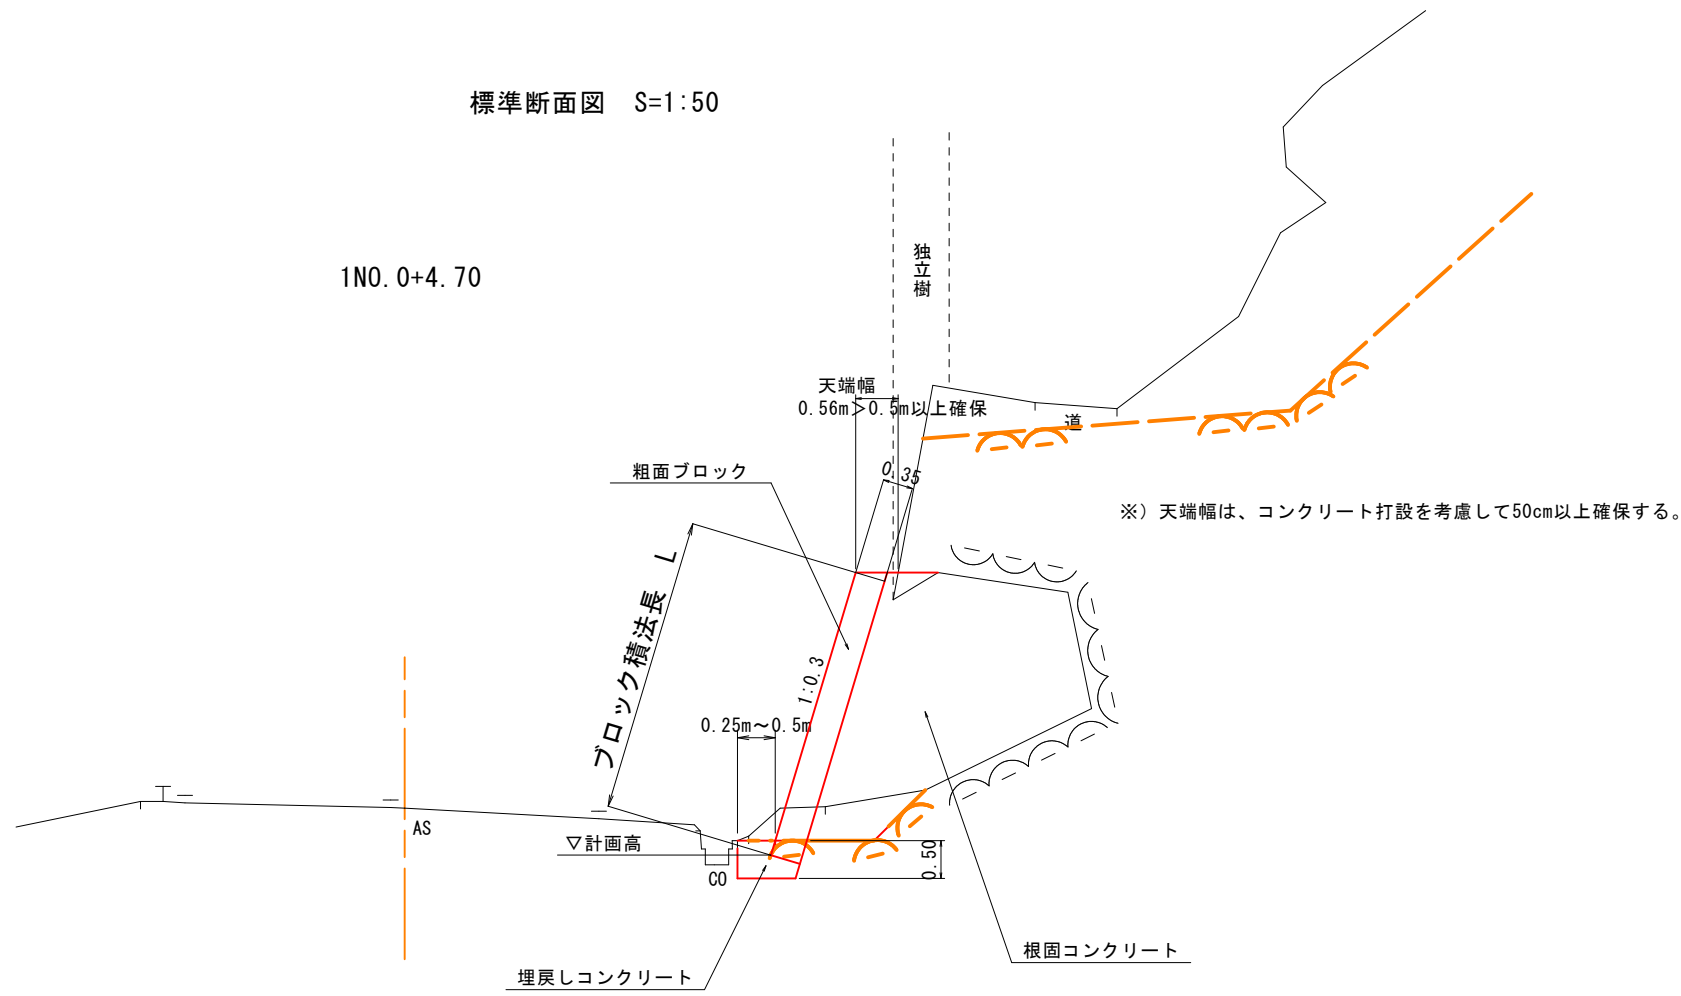 標準断面図 S=1:50
1NO.0+4.70
独立樹
天端幅
0.56m＞0.5m以上確保
道
粗面ブロック
0.35
※）天端幅は、コンクリート打設を考慮して50cm以上確保する。
ブロック積法長 L
1:0.3
0.25m～0.5m
AS
▽計画高
0.50
CO
根固コンクリート
埋戻しコンクリート